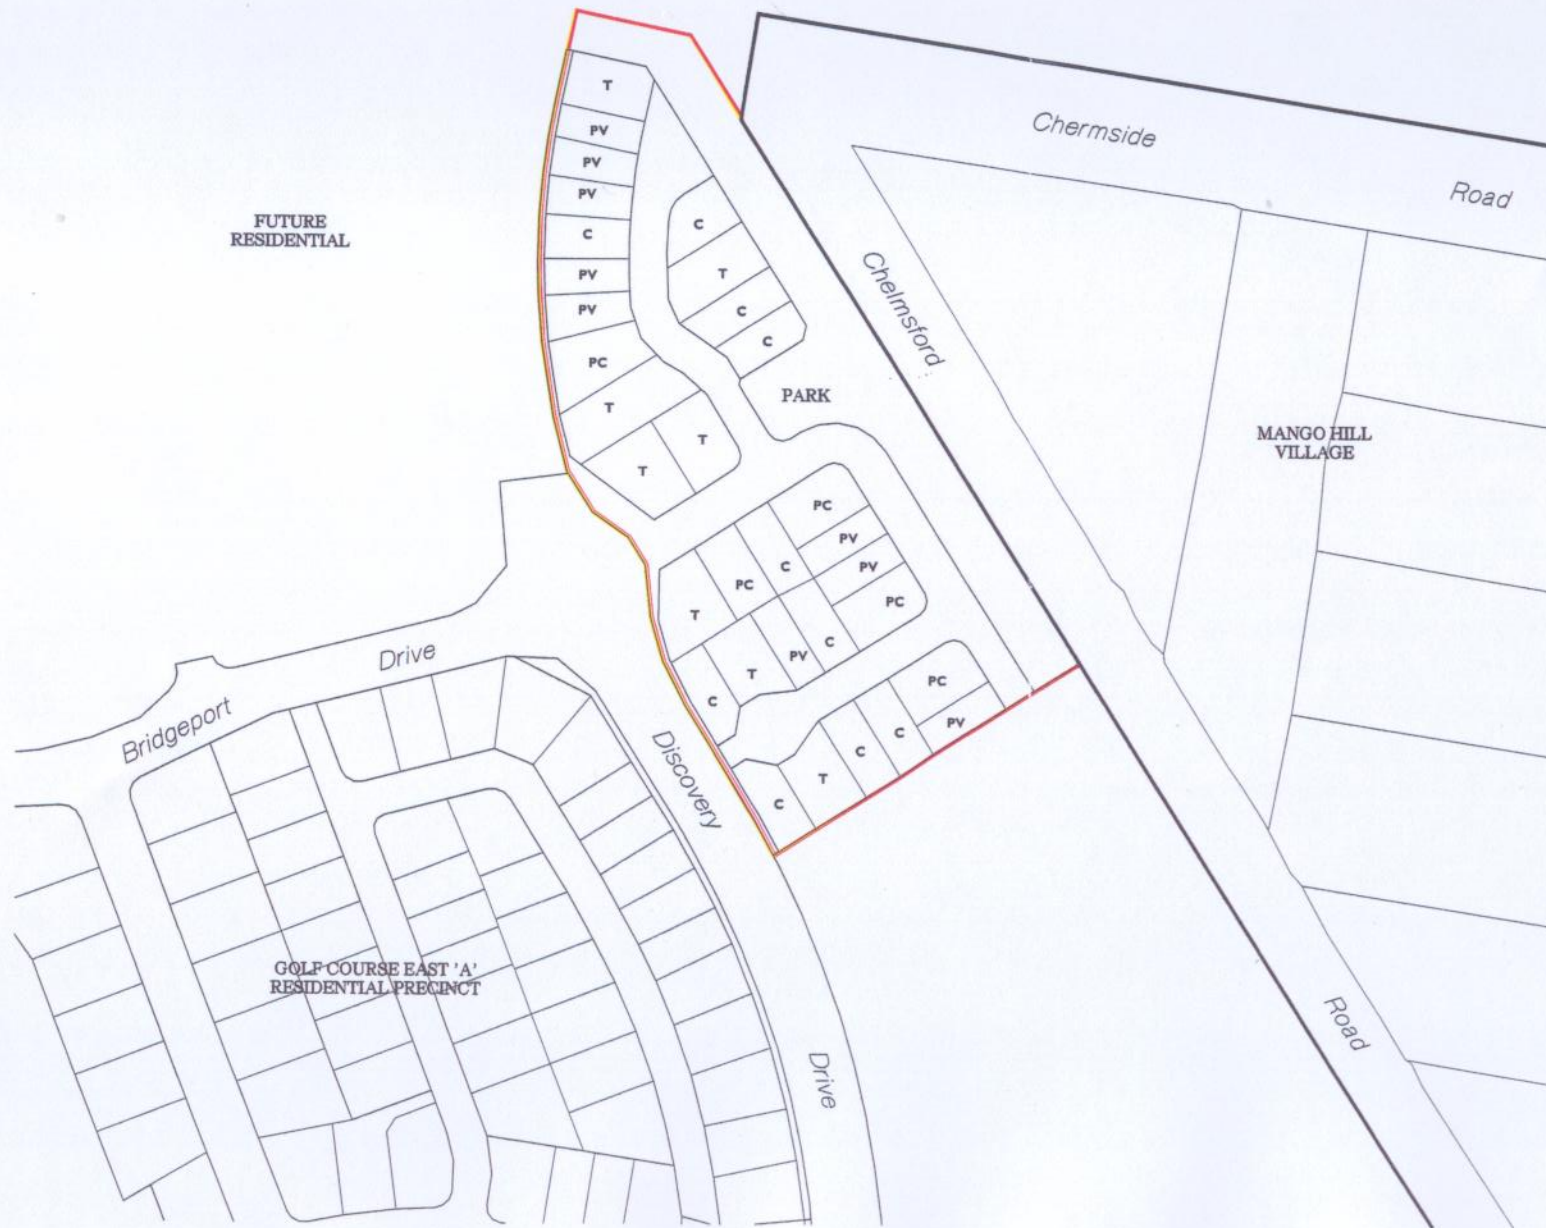 Chermside
Road
T
PV
PV
PV
C
PV
PV
PC
T
T
T
C
T
C
C
FUTURE
RESIDENTIAL
Chelmsford
PARK
MANGO HILL
VILLAGE
PC
PV
PV
PC
C
PC
T
C
PV
T
C
PC
PV
C
C
T
C
Bridgeport
Drive
Discovery
Drive
GOLF COURSE EAST 'A'
RESIDENTIAL PRECINCT
Road